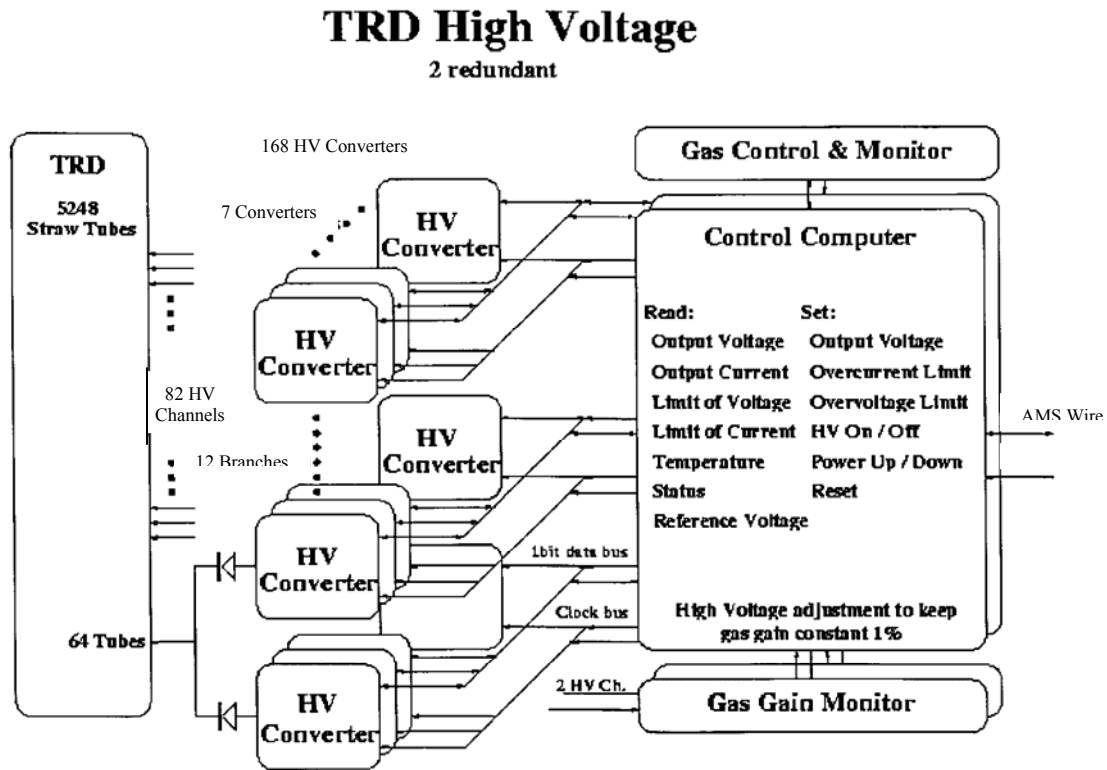 TRD High Voltage
2 redundant
168 HV Converters
7 Converters
TRD
5248
Straw Tubes
82 HV
Channels
12 Branches
64 Tubes
HV
Converter
HV
Converter
HV
Converter
HV
Converter
HV
Converter
1bit data bus
Clock bus
2 HV Ch.
Gas Control & Monitor
Control Computer
Read:
Output Voltage
Output Current
Limit of Voltage
Limit of Current
Temperature
Status
Reference Voltage
Set:
Output Voltage
Overcurrent Limit
Overvoltage Limit
HV On / Off
Power Up / Down
Reset
High Voltage adjustment to keep
gas gain constant 1%
Gas Gain Monitor
AMS Wire